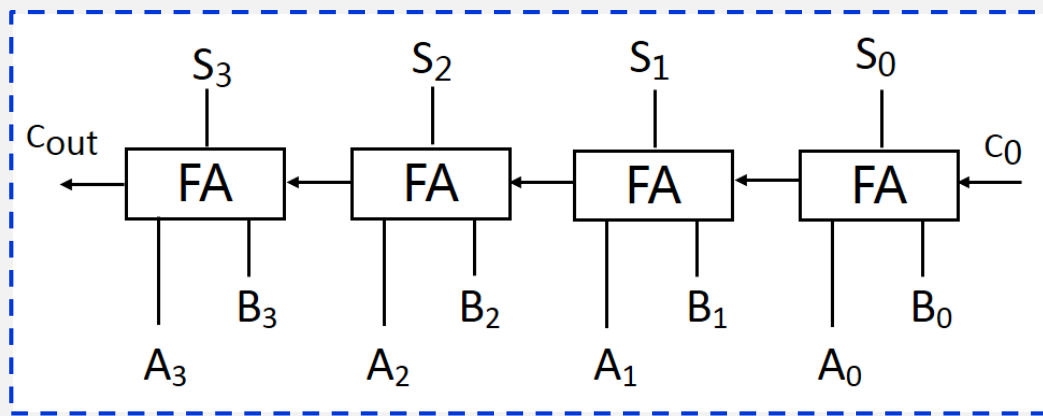 S₃ S₂ S₁ S₀
Cout C₀
FA FA FA FA
B₃ B₂ B₁ B₀
A₃ A₂ A₁ A₀